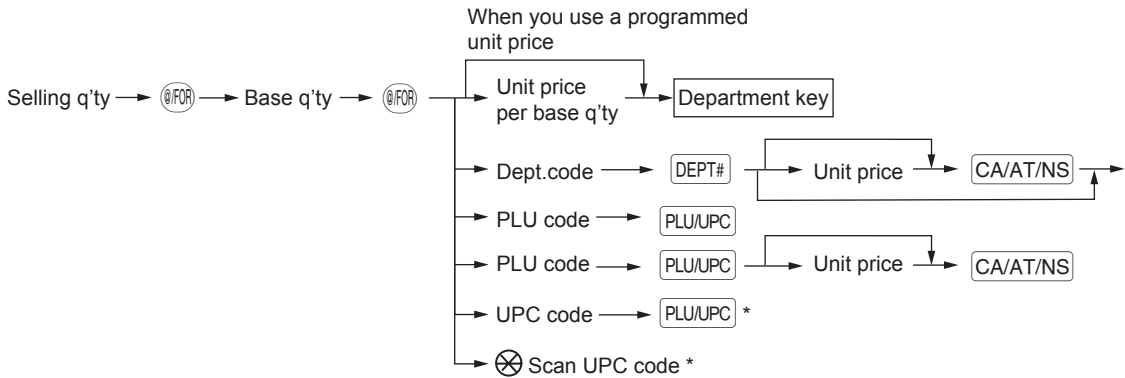 When you use a programmed
unit price
Selling q’ty @/FOR Base q’ty @/FOR Unit price
per base q’ty Department key
Dept.code DEPT# Unit price CA/AT/NS
PLU code PLU/UPC
PLU code PLU/UPC Unit price CA/AT/NS
UPC code PLU/UPC *
Scan UPC code *